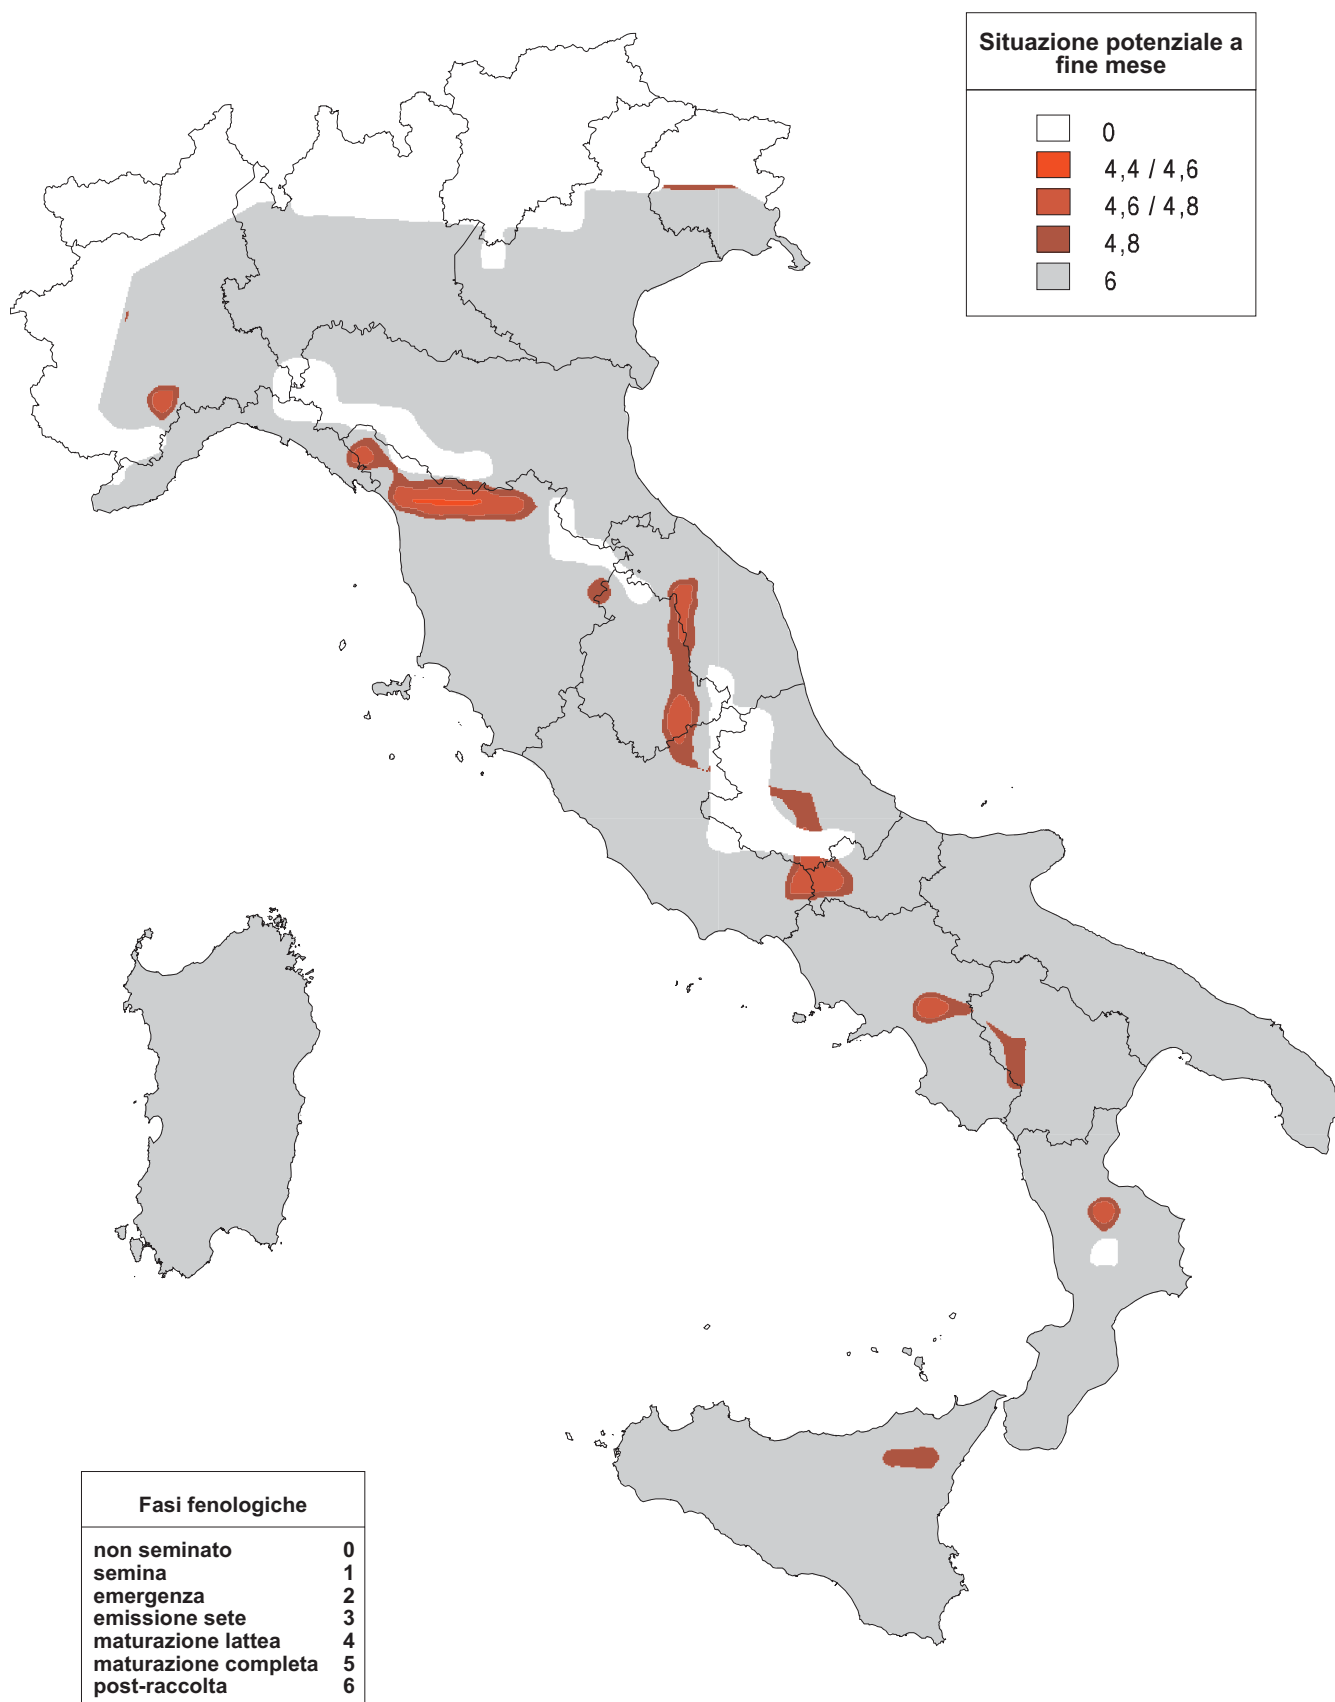 Situazione potenziale a
fine mese
0
4,4 / 4,6
4,6 / 4,8
4,8
6
Fasi fenologiche
non seminato 0
semina 1
emergenza 2
emissione sete 3
maturazione lattea 4
maturazione completa 5
post-raccolta 6